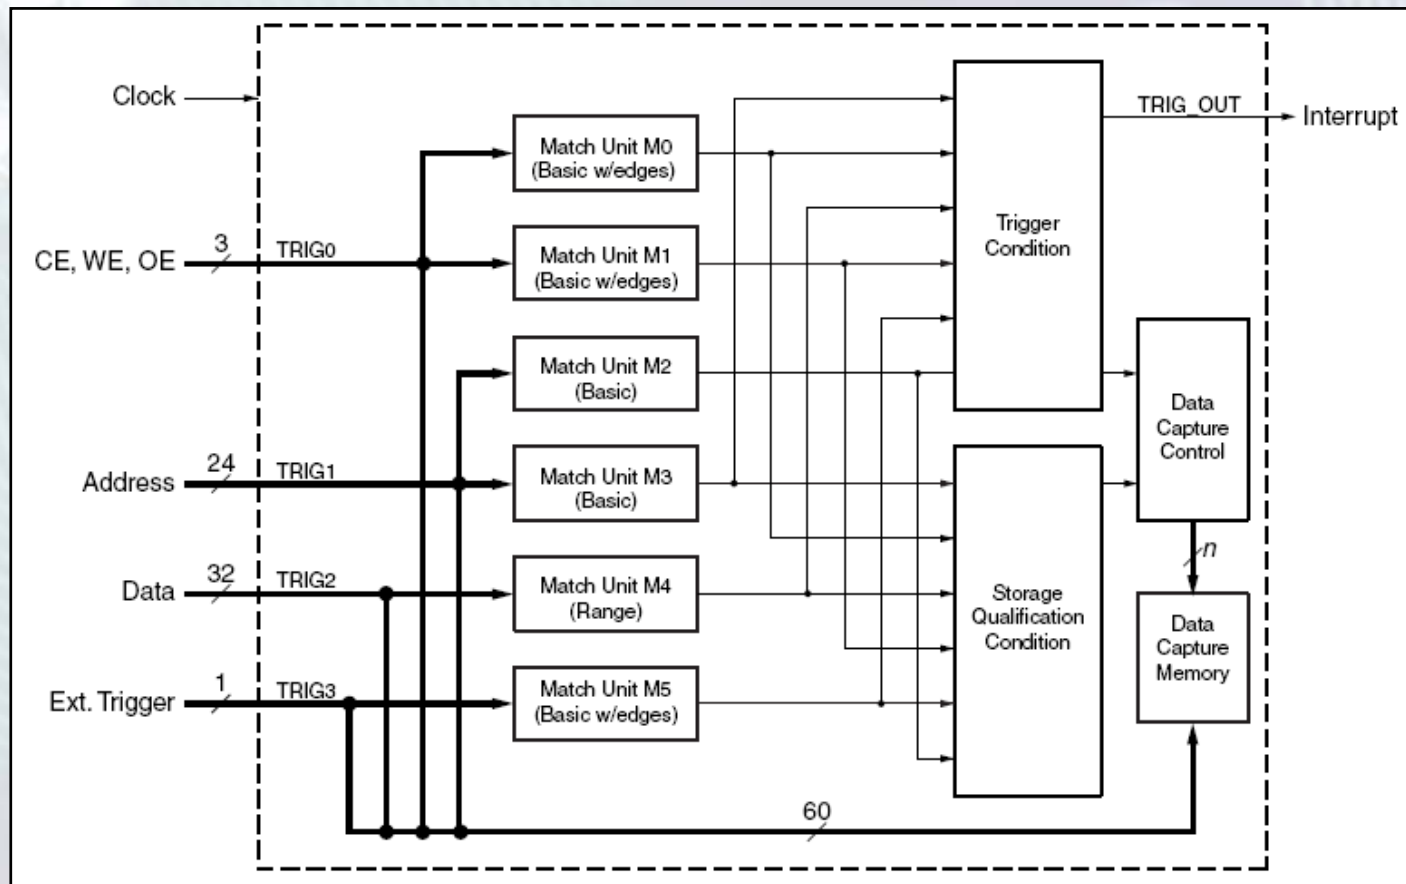 Clock
TRIG_OUT
Interrupt
Match Unit M0
(Basic w/edges)
Trigger
Condition
3
CE, WE, OE
TRIG0
Match Unit M1
(Basic w/edges)
Match Unit M2
(Basic)
Data
Capture
Control
24
Address
TRIG1
Match Unit M3
(Basic)
n
32
Data
TRIG2
Match Unit M4
(Range)
Storage
Qualification
Condition
Data
Capture
Memory
1
Ext. Trigger
TRIG3
Match Unit M5
(Basic w/edges)
60